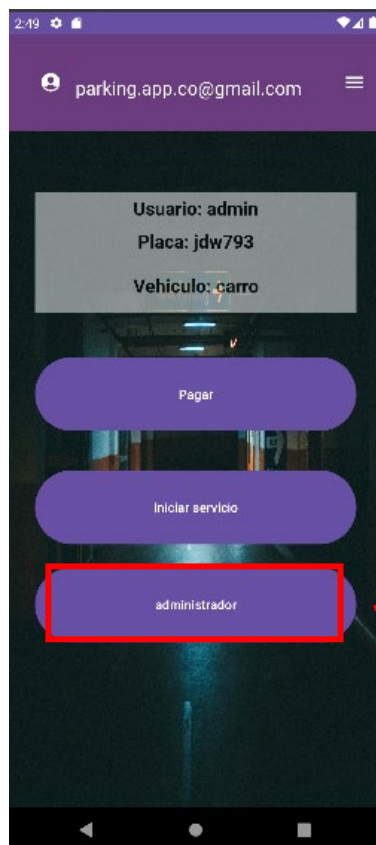 2:49
parking.app.co@gmail.com
Usuario: admin
Placa: jdw793
Vehiculo: carro
Pagar
Iniciar servicio
administrador